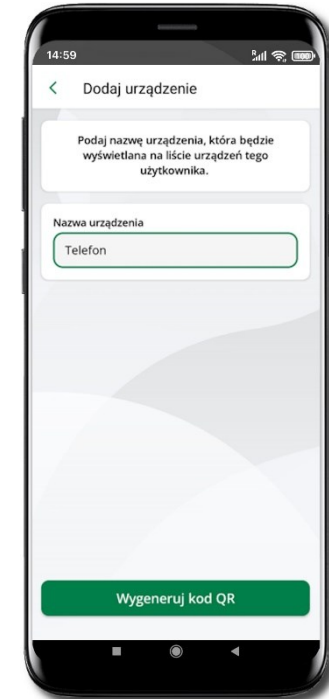 14:59
Dodaj urządzenie
Podaj nazwę urządzenia, która będzie
wyświetlana na liście urządzeń tego
użytkownika.
Nazwa urządzenia
Telefon
Wygeneruj kod QR